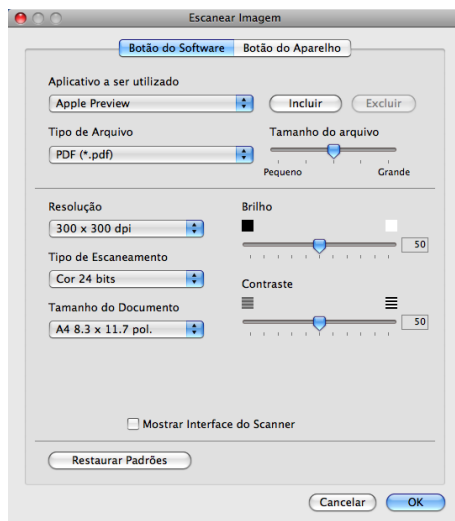 Escanear Imagem
Botão do Software Botão do Aparelho
Aplicativo a ser utilizado
Apple Preview Incluir Excluir
Tipo de Arquivo Tamanho do arquivo
PDF (*.pdf)
Pequeno Grande
Resolução Brilho
300 x 300 dpi
50
Tipo de Escaneamento
Cor 24 bits Contraste
Tamanho do Documento
A4 8.3 x 11.7 pol. 50
Mostrar Interface do Scanner
Restaurar Padrões
Cancelar OK